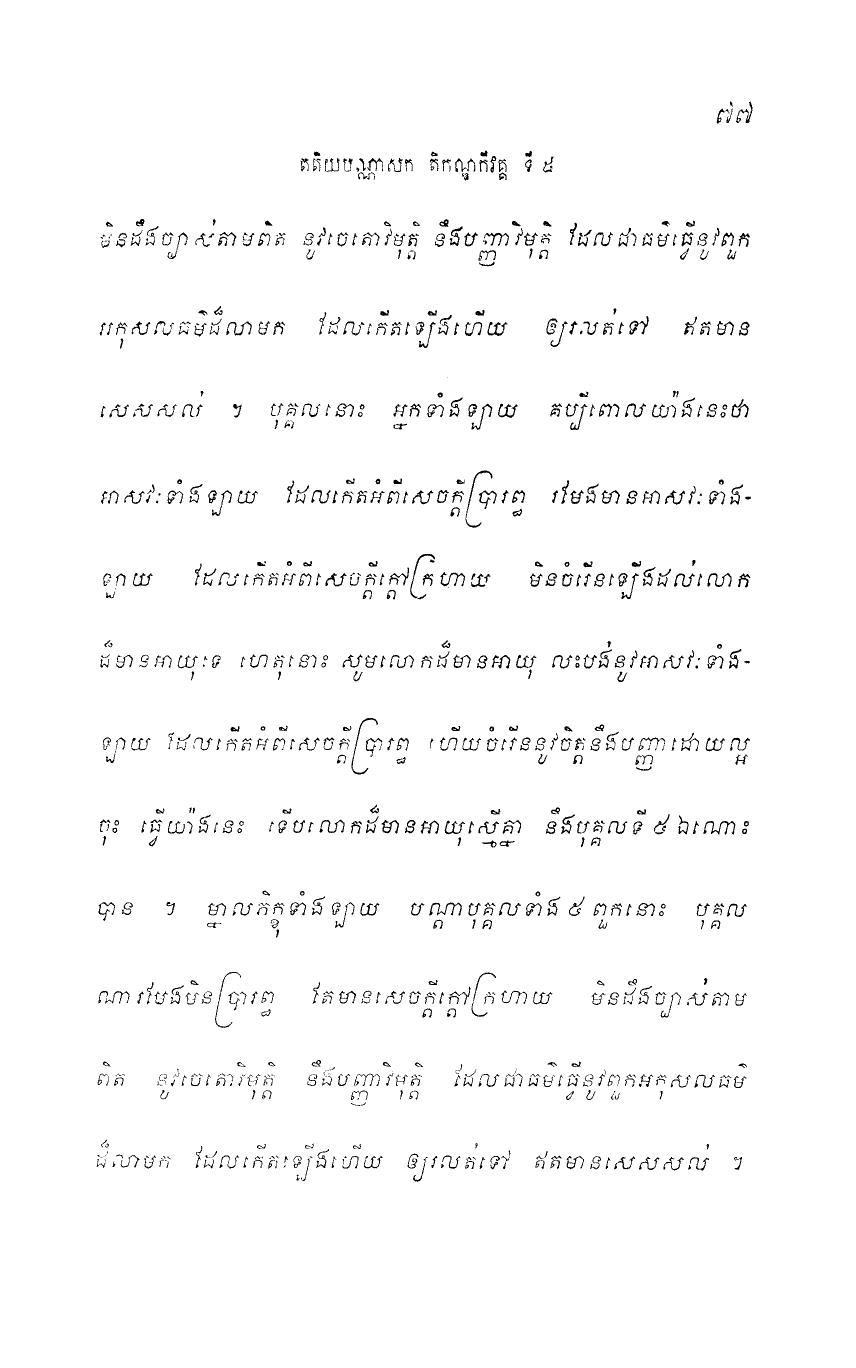 ៧៧
តតិយបណ្ណាសក តិកណ្ឌកីវគ្គ ទី ៥
មិនដឹងច្បាស់តាមពិត នូវចេតោវិមុត្តិ នឹងបញ្ញាវិមុត្តិ ដែលជាធម៌ធ្វើនូវពួក
អកុសលធម៌ដ៏លាមក ដែលកើតឡើងហើយ ឲ្យរលត់ទៅ ឥតមាន
សេសសល់ ។ បុគ្គលនោះ អ្នកទាំងឡាយ គប្បីពោលយ៉ាងនេះថា
អាសវៈទាំងឡាយ ដែលកើតអំពីសេចក្តីប្រារព្ធ រមែងមានអាសវៈទាំង-
ឡាយ ដែលកើតអំពីសេចក្តីក្តៅក្រហាយ មិនចំរើនឡើងដល់លោក
ដ៏មានអាយុទេ ហេតុនោះ សូមលោកដ៏មានអាយុ លះបង់នូវអាសវៈទាំង-
ឡាយ ដែលកើតអំពីសេចក្តីប្រារព្ធ ហើយចំរើននូវចិត្តនឹងបញ្ញាដោយល្អ
ចុះ ធ្វើយ៉ាងនេះ ទើបលោកដ៏មានអាយុស្មើគ្នា នឹងបុគ្គលទី ៥ ឯណោះ
បាន ។ ម្នាលភិក្ខុទាំងឡាយ បណ្តាបុគ្គលទាំង ៥ ពួកនោះ បុគ្គល
ណារមែងមិនប្រារព្ធ តែមានសេចក្តីក្តៅក្រហាយ មិនដឹងច្បាស់តាម
ពិត នូវចេតោវិមុត្តិ នឹងបញ្ញាវិមុត្តិ ដែលជាធម៌ធ្វើនូវពួកអកុសលធម៌
ដ៏លាមក ដែលកើតឡើងហើយ ឲ្យរលត់ទៅ ឥតមានសេសសល់ ។